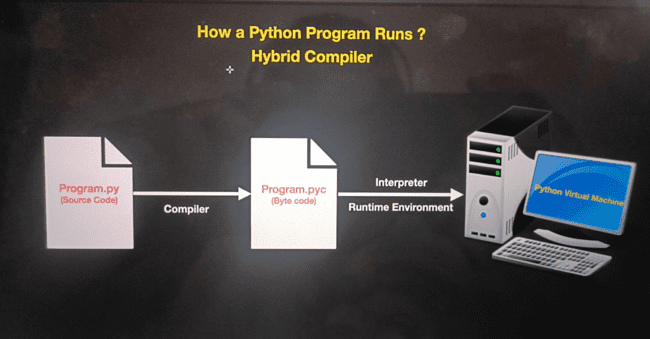 How a Python Program Runs ?
Hybrid Compiler
Program.py
(Source Code)
Compiler
Program.pyc
(Byte code)
Interpreter
Runtime Environment
Python Virtual Machine